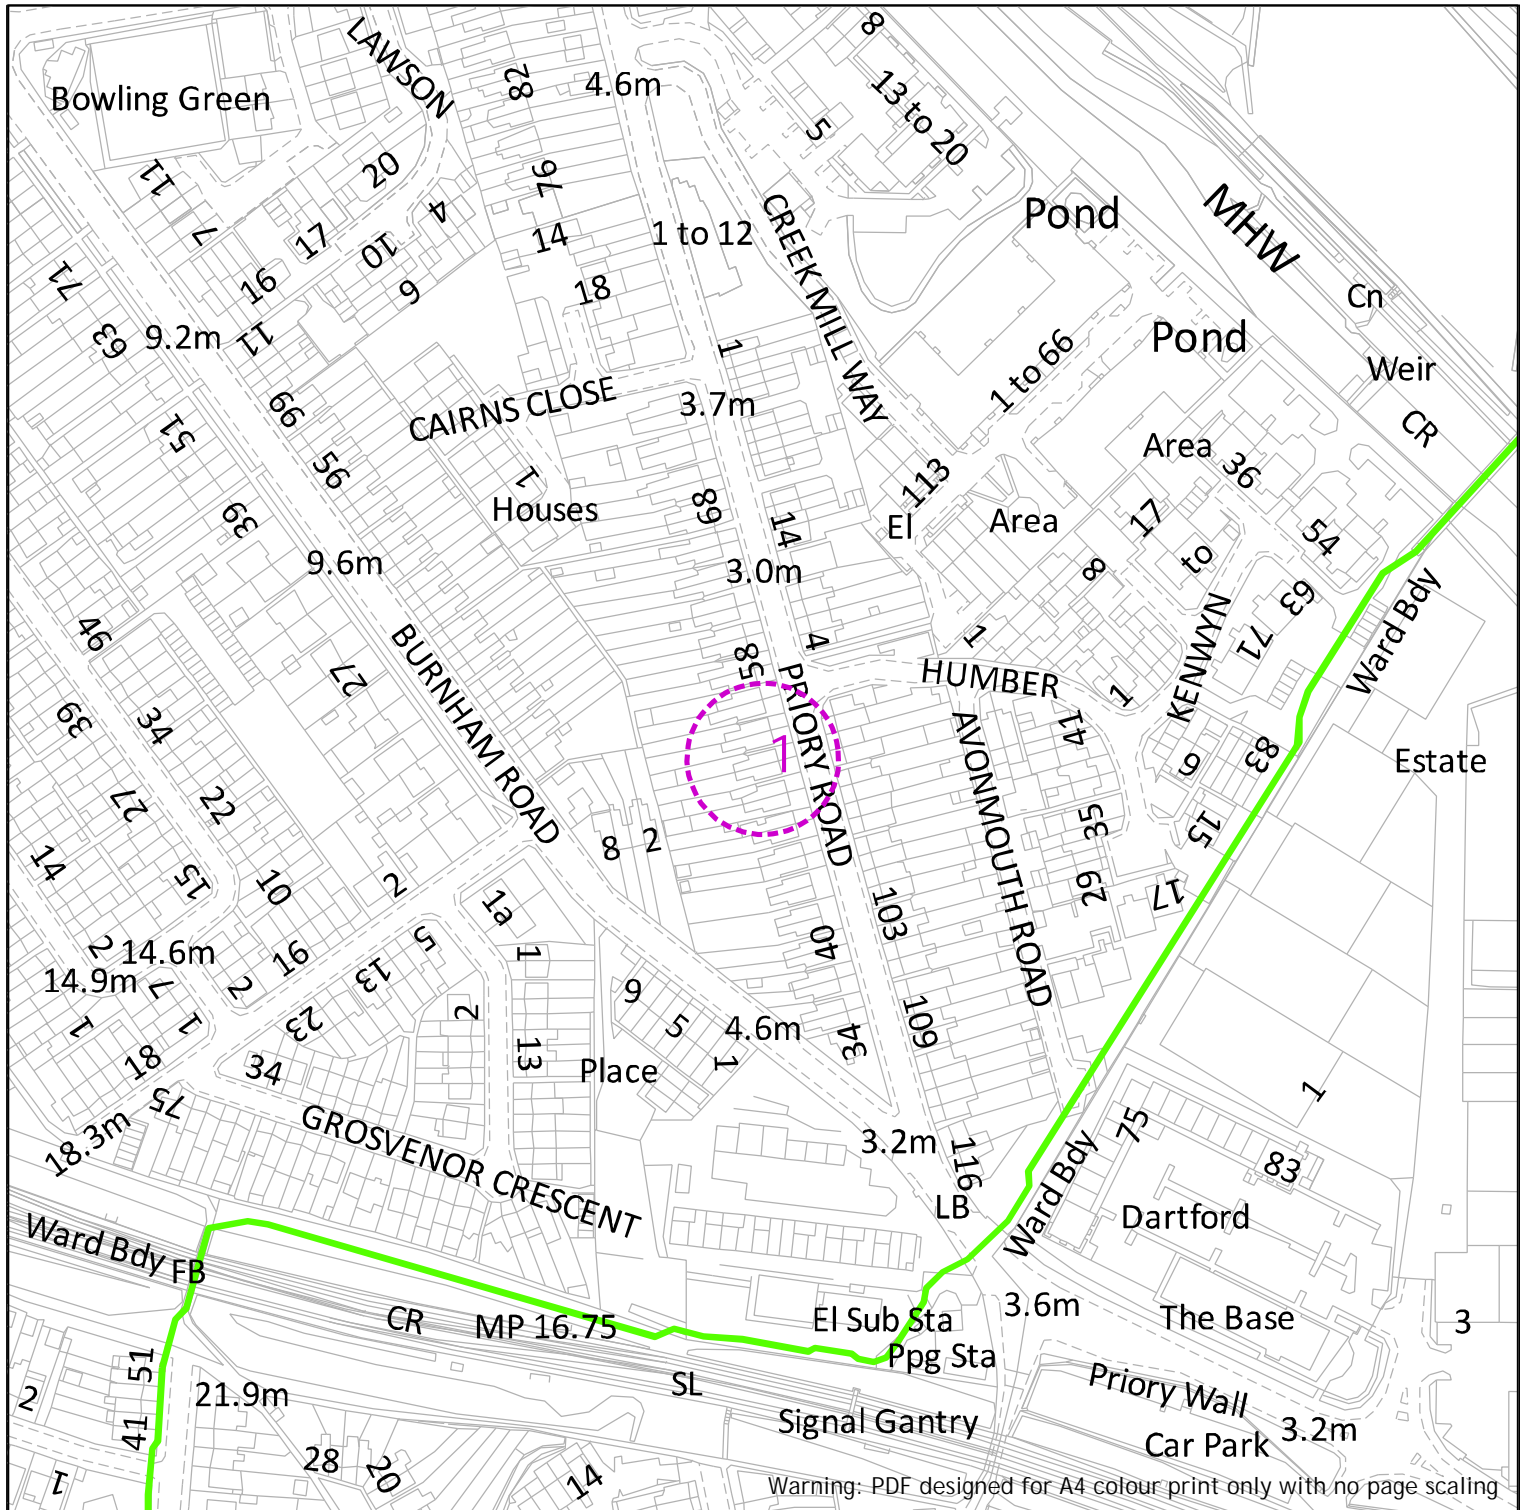 LAWSON
82
4.6m
8
13 to 20
Bowling Green
5
11
20
76
4
7
17
10
14
1 to 12
CREEK MILL WAY
Pond
MHW
16
9
18
71
Cn
63
9.2m
11
1
1 to 66
Pond
Weir
66
CAIRNS CLOSE
3.7m
CR
51
56
Area
36
1
113
39
Houses
68
14
El
Area
17
54
9.6m
3.0m
8
to
63
Ward Bdy
46
BURNHAM ROAD
4
1
KENWYN
71
27
58
PRIORY ROAD
HUMBER
1
39
34
AVONMOUTH ROAD
41
1
9
83
Estate
27
22
35
15
14
8
2
15
10
2
1a
103
29
17
2
14.6m
16
5
1
40
14.9m
7
2
13
9
1
1
23
2
5
4.6m
34
109
18
34
13
Place
1
1
75
GROSVENOR CRESCENT
18.3m
3.2m
116
75
83
LB
Ward Bdy
Dartford
Ward Bdy
FB
CR
MP 16.75
El Sub Sta
3.6m
The Base
3
Ppg Sta
51
2
21.9m
SL
Priory Wall
41
Signal Gantry
3.2m
Car Park
1
28
20
14
Warning: PDF designed for A4 colour print only with no page scaling